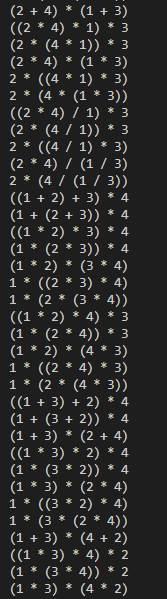 (2 + 4) * (1 + 3)
((2 * 4) * 1) * 3
(2 * (4 * 1)) * 3
(2 * 4) * (1 * 3)
2 * ((4 * 1) * 3)
2 * (4 * (1 * 3))
((2 * 4) / 1) * 3
(2 * (4 / 1)) * 3
2 * ((4 / 1) * 3)
(2 * 4) / (1 / 3)
2 * (4 / (1 / 3))
((1 + 2) + 3) * 4
(1 + (2 + 3)) * 4
((1 * 2) * 3) * 4
(1 * (2 * 3)) * 4
(1 * 2) * (3 * 4)
1 * ((2 * 3) * 4)
1 * (2 * (3 * 4))
((1 * 2) * 4) * 3
(1 * (2 * 4)) * 3
(1 * 2) * (4 * 3)
1 * ((2 * 4) * 3)
1 * (2 * (4 * 3))
((1 + 3) + 2) * 4
(1 + (3 + 2)) * 4
(1 + 3) * (2 + 4)
((1 * 3) * 2) * 4
(1 * (3 * 2)) * 4
(1 * 3) * (2 * 4)
1 * ((3 * 2) * 4)
1 * (3 * (2 * 4))
(1 + 3) * (4 + 2)
((1 * 3) * 4) * 2
(1 * (3 * 4)) * 2
(1 * 3) * (4 * 2)